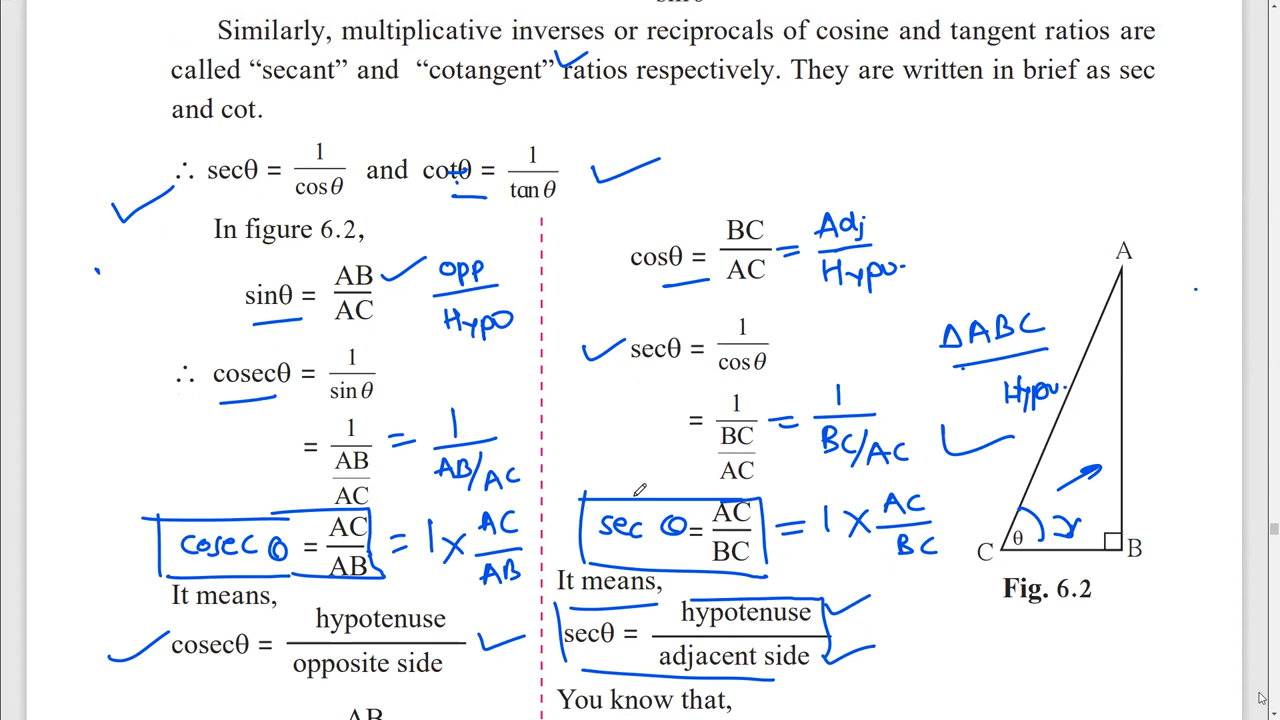 Similarly, multiplicative inverses or reciprocals of cosine and tangent ratios are
called “secant” and “cotangent” ratios respectively. They are written in brief as sec
and cot.
∴ secθ = 1/cosθ and cotθ = 1/tanθ
In figure 6.2,
sinθ = AB/AC opp/Hypo
∴ cosecθ = 1/sinθ
= 1/(AB/AC) = 1/(AB/AC)
cosec θ = AC/AB = 1 × AC/AB
It means,
cosecθ = hypotenuse/opposite side
AB
cosθ = BC/AC = Adj/Hypo.
secθ = 1/cosθ
= 1/(BC/AC) = 1/(BC/AC)
sec θ = AC/BC = 1 × AC/BC
It means,
secθ = hypotenuse/adjacent side
You know that,
A
ΔABC
Hypo.
C θ B
Fig. 6.2